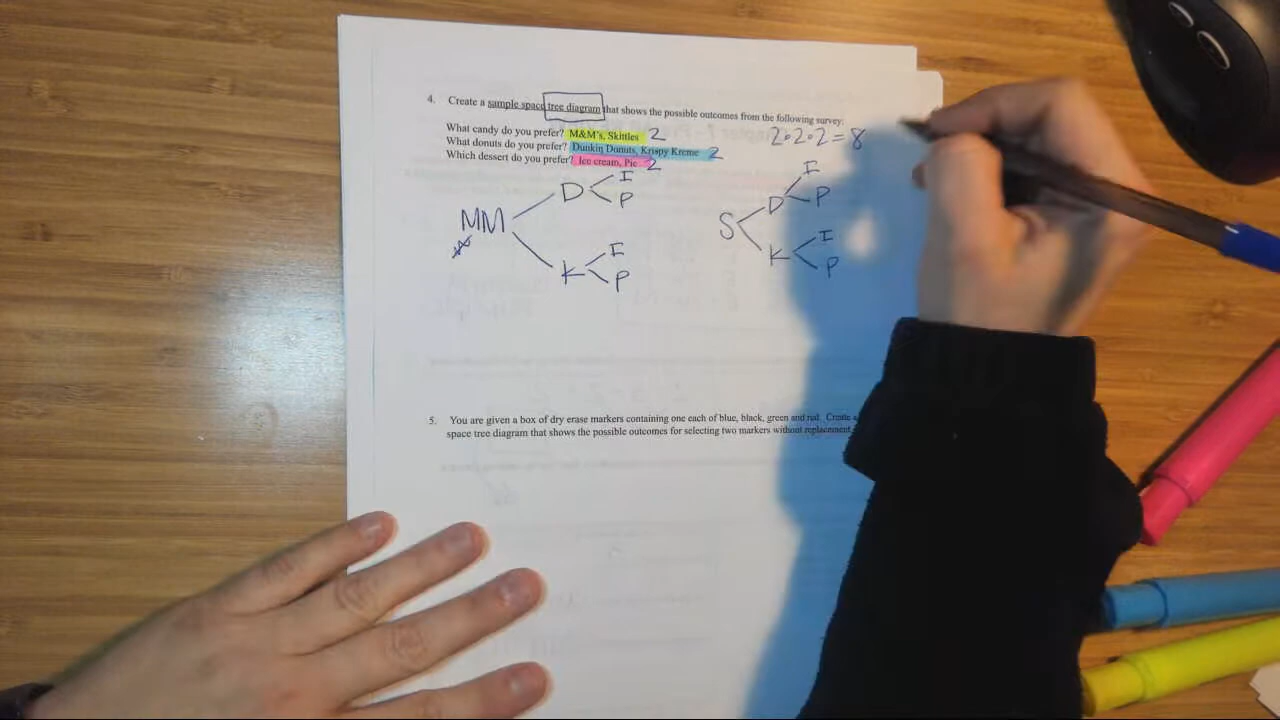 4. Create a sample space tree diagram that shows the possible outcomes from the following survey:
What candy do you prefer? M&M's, Skittles 2
What donuts do you prefer? Dunkin Donuts, Krispy Kreme 2
Which dessert do you prefer? Ice cream, Pie 2
2·2·2=8
MM D I P
K I P
S D I P
K I P
5. You are given a box of dry erase markers containing one each of blue, black, green and red. Create a
space tree diagram that shows the possible outcomes for selecting two markers without replacement